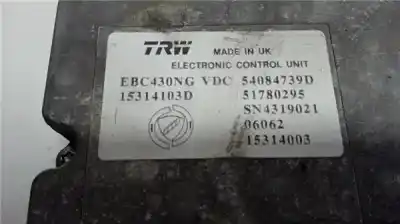 TRW MADE IN UK
ELECTRONIC CONTROL UNIT
EBC430NG VDC 54084739D
15314103D 51780295
SN4319021
06062
15314003